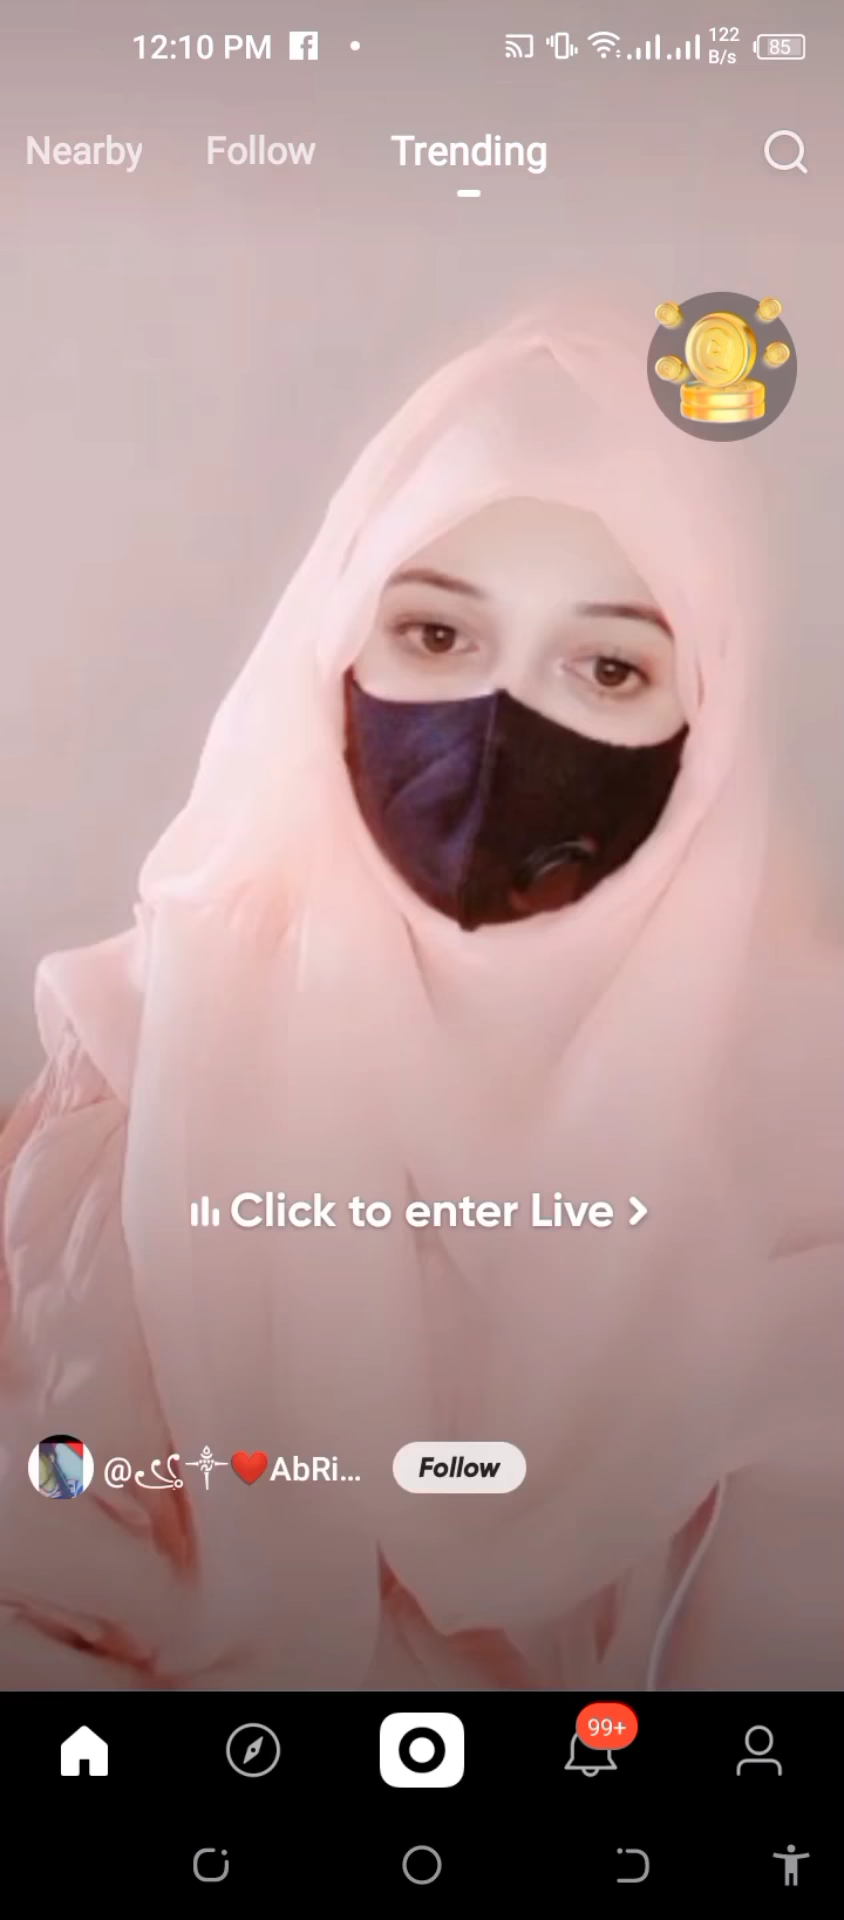 12:10 PM
122
B/s
85
Nearby Follow Trending
Click to enter Live
❤️AbRi...
Follow
99+